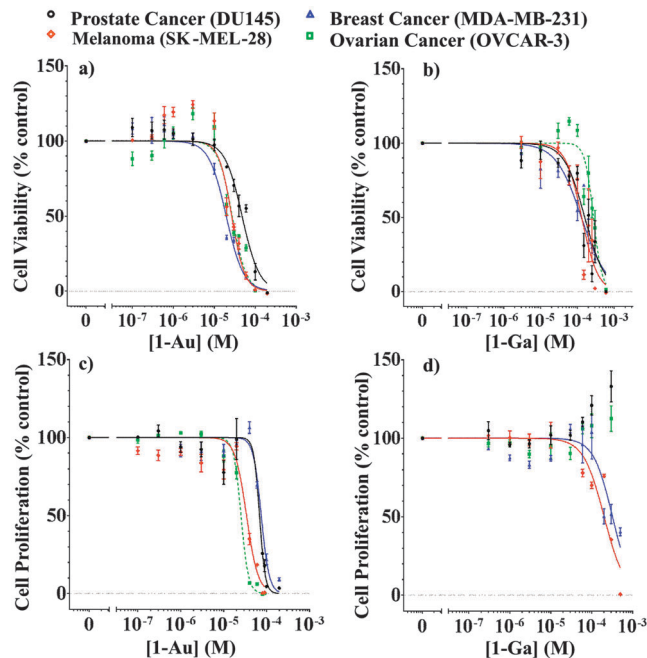 Prostate Cancer (DU145)
Breast Cancer (MDA-MB-231)
Melanoma (SK-MEL-28)
Ovarian Cancer (OVCAR-3)
a)
Cell Viability (% control)
150
100
50
0
0 10⁻⁷ 10⁻⁶ 10⁻⁵ 10⁻⁴ 10⁻³
[1-Au] (M)
b)
Cell Viability (% control)
150
100
50
0
0 10⁻⁶ 10⁻⁵ 10⁻⁴ 10⁻³
[1-Ga] (M)
c)
Cell Proliferation (% control)
150
100
50
0
0 10⁻⁷ 10⁻⁶ 10⁻⁵ 10⁻⁴ 10⁻³
[1-Au] (M)
d)
Cell Proliferation (% control)
150
100
50
0
0 10⁻⁷ 10⁻⁶ 10⁻⁵ 10⁻⁴ 10⁻³
[1-Ga] (M)